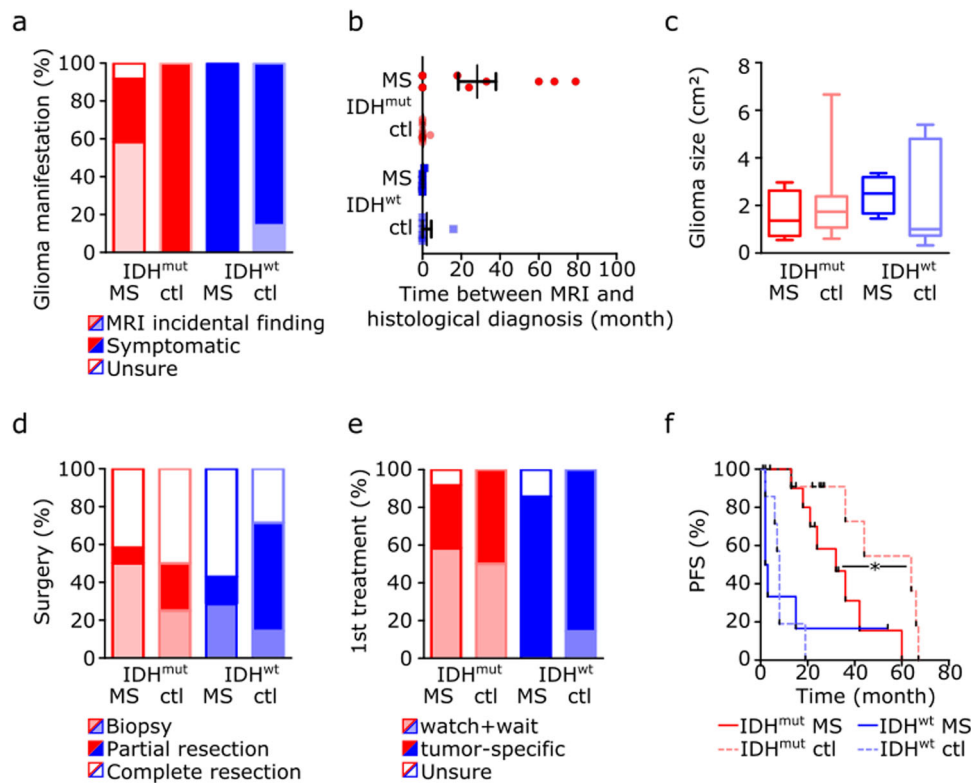 a
Glioma manifestation (%)
100
80
60
40
20
0
IDH^mut IDH^wt
MS ctl MS ctl
MRI incidental finding
Symptomatic
Unsure
b
MS
IDH^mut
ctl
MS
IDH^wt
ctl
0 20 40 60 80 100
Time between MRI and
histological diagnosis (month)
c
Glioma size (cm²)
8
6
4
2
0
IDH^mut IDH^wt
MS ctl MS ctl
d
Surgery (%)
100
80
60
40
20
0
IDH^mut IDH^wt
MS ctl MS ctl
Biopsy
Partial resection
Complete resection
e
1st treatment (%)
100
80
60
40
20
0
IDH^mut IDH^wt
MS ctl MS ctl
watch+wait
tumor-specific
Unsure
f
PFS (%)
100
80
60
40
20
0
*
0 20 40 60 80
Time (month)
IDH^mut MS IDH^wt MS
IDH^mut ctl IDH^wt ctl